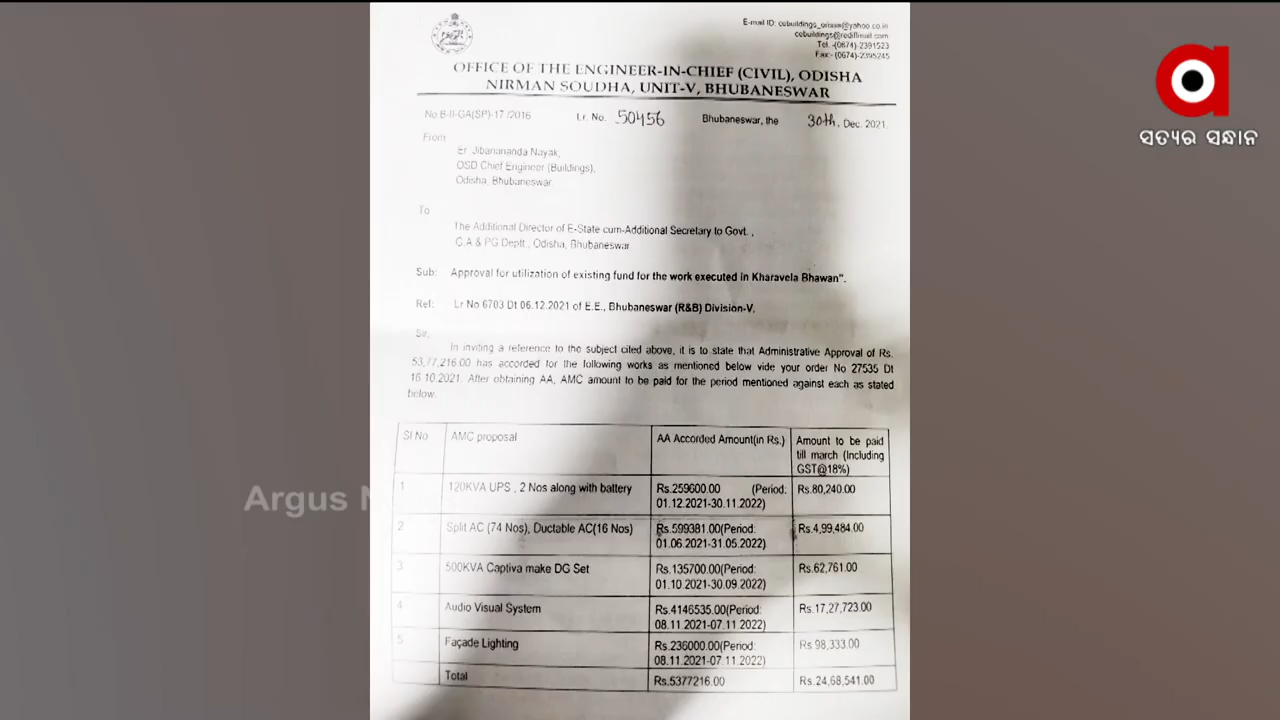 E-mail ID: cebuildings_orissa@yahoo.co.in
cebuildings@rediffmail.com
Tel. -(0674)-2391523
Fax:- (0674)-2395245
OFFICE OF THE ENGINEER-IN-CHIEF (CIVIL), ODISHA
NIRMAN SOUDHA, UNIT-V, BHUBANESWAR
No.B-II-GA(SP)-17 /2016 Lr. No. 50456 Bhubaneswar, the 30th, Dec. 2021.
From
Er. Jibanananda Nayak,
OSD Chief Engineer (Buildings),
Odisha, Bhubaneswar.
To
The Additional Director of E-State cum-Additional Secretary to Govt. ,
G.A & PG Deptt., Odisha, Bhubaneswar
Sub: Approval for utilization of existing fund for the work executed in Kharavela Bhawan".
Ref: Lr No 6703 Dt 06.12.2021 of E.E., Bhubaneswar (R&B) Division-V,
Sir,
In inviting a reference to the subject cited above, it is to state that Administrative Approval of Rs.
53,77,216.00 has accorded for the following works as mentioned below vide your order No 27535 Dt
16.10.2021. After obtaining AA, AMC amount to be paid for the period mentioned against each as stated
below.
Sl No AMC proposal AA Accorded Amount(in Rs.) Amount to be paid till march (Including GST@18%)
1 120KVA UPS , 2 Nos along with battery Rs.259600.00 (Period: 01.12.2021-30.11.2022) Rs.80,240.00
2 Split AC (74 Nos), Ductable AC(16 Nos) Rs.599381.00(Period: 01.06.2021-31.05.2022) Rs.4,99,484.00
3 500KVA Captiva make DG Set Rs.135700.00(Period: 01.10.2021-30.09.2022) Rs.62,761.00
4 Audio Visual System Rs.4146535.00(Period: 08.11.2021-07.11.2022) Rs.17,27,723.00
5 Façade Lighting Rs.236000.00(Period: 08.11.2021-07.11.2022) Rs 98,333.00
Total Rs.5377216.00 Rs.24,68,541.00
ସତ୍ୟର ସନ୍ଧାନ
Argus